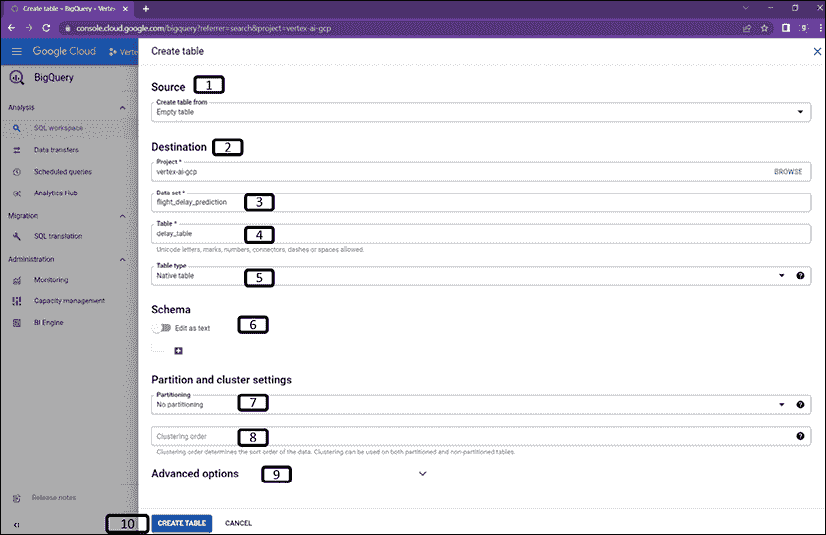 Create table – BigQuery – Vertex
console.cloud.google.com/bigquery?referrer=search&project=vertex-ai-gcp
Google Cloud
Verte
Create table
BigQuery
Analysis
SQL workspace
Data transfers
Scheduled queries
Analytics Hub
Migration
SQL translation
Administration
Monitoring
Capacity management
BI Engine
Release notes
Source 1
Create table from
Empty table
Destination 2
Project *
vertex-ai-gcp
BROWSE
Data set *
flight_delay_prediction 3
Table *
delay_table 4
Unicode letters, marks, numbers, connectors, dashes or spaces allowed.
Table type
Native table 5
Schema
Edit as text 6
Partition and cluster settings
Partitioning
No partitioning 7
Clustering order 8
Clustering order determines the sort order of the data. Clustering can be used on both partitioned and non-partitioned tables.
Advanced options 9
10 CREATE TABLE CANCEL